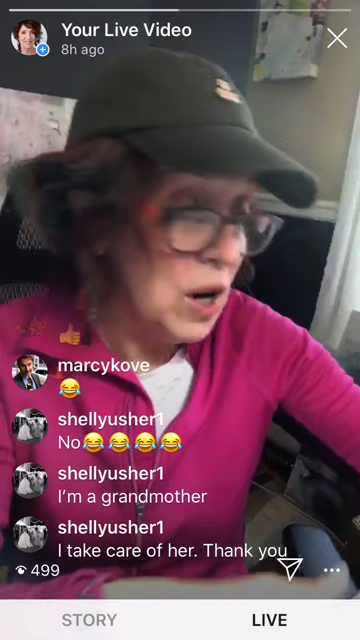 Your Live Video
8h ago
marcykove
😂
shellyusher1
No😂😂😂😂
shellyusher1
I'm a grandmother
shellyusher1
I take care of her. Thank you
499
STORY
LIVE